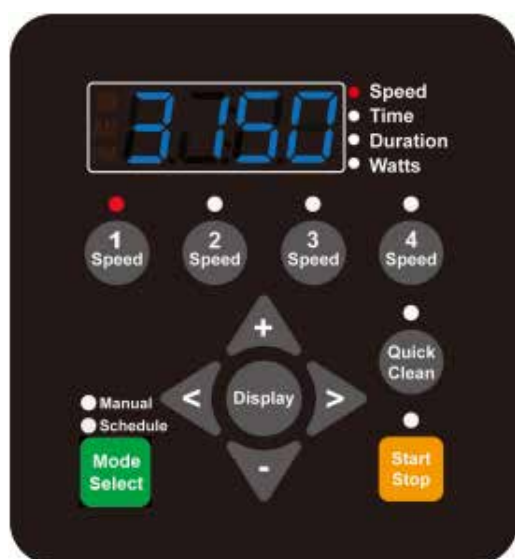 3150
Speed
Time
Duration
Watts
1
Speed
2
Speed
3
Speed
4
Speed
+
Quick
Clean
<
Display
>
Manual
Schedule
Mode
Select
-
Start
Stop